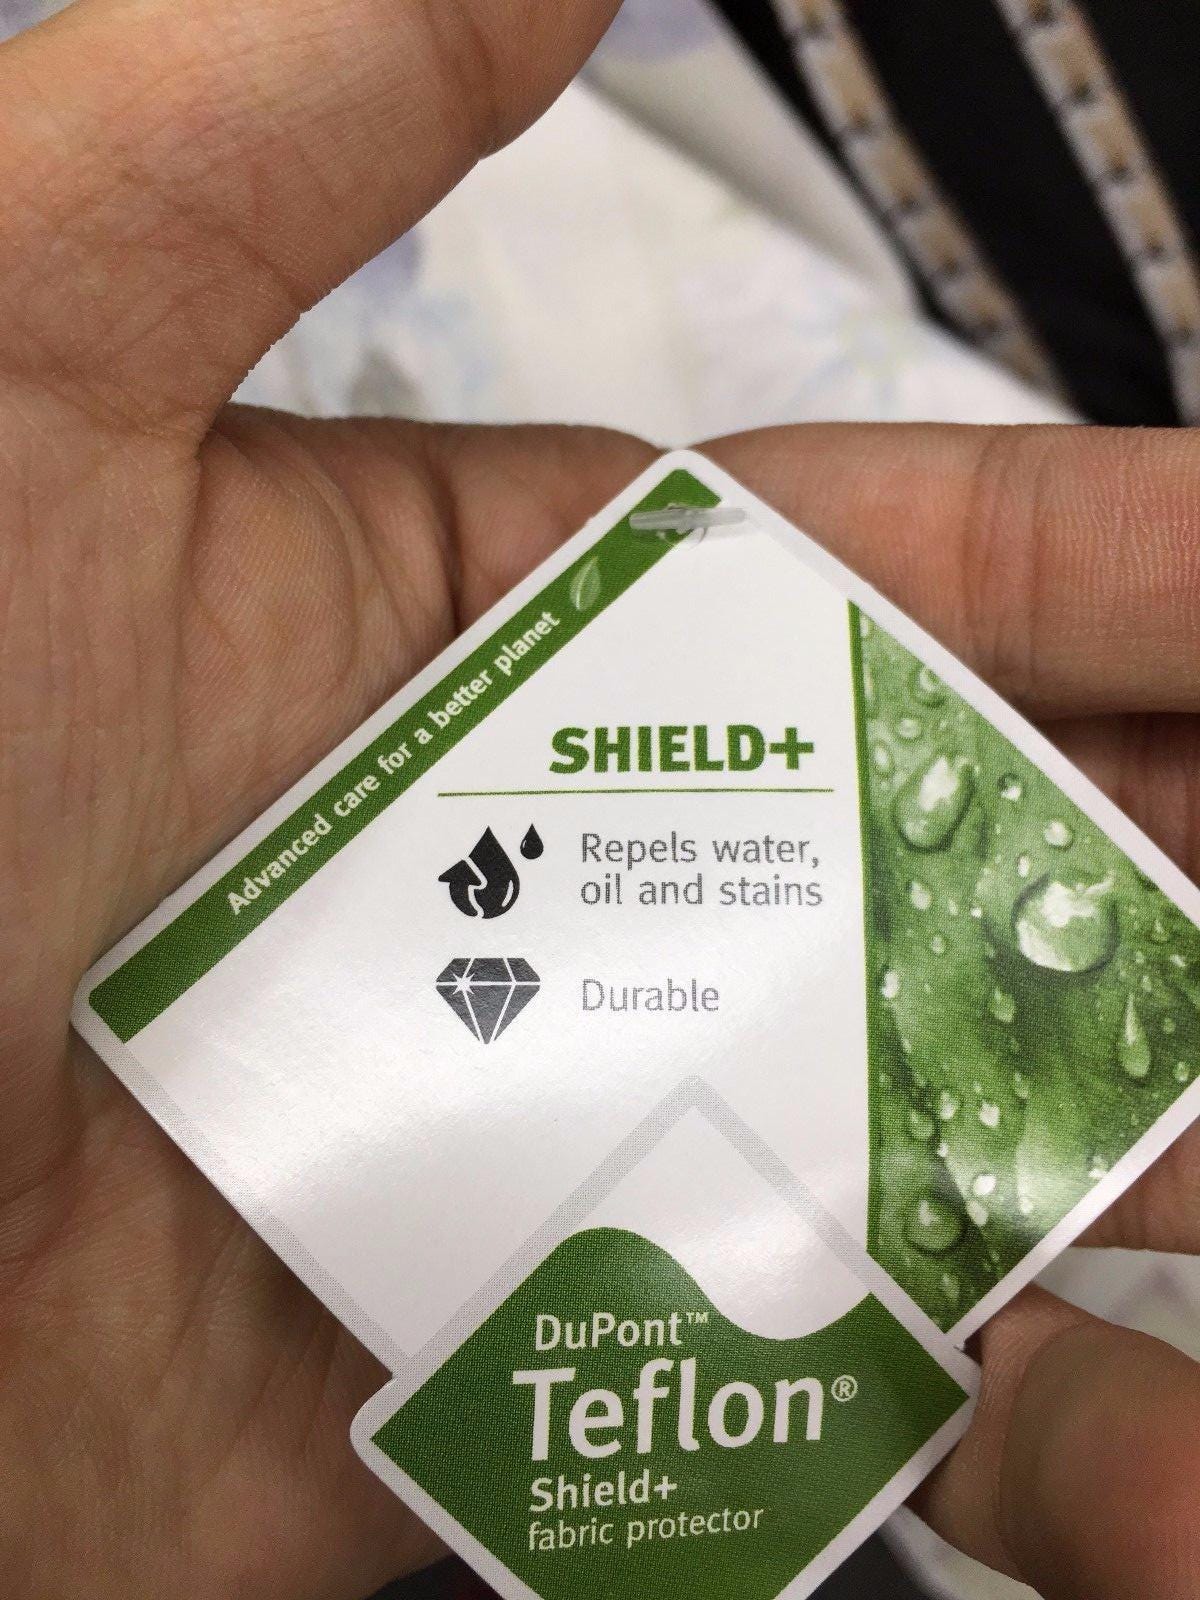 Advanced care for a better planet
SHIELD+
Repels water,
oil and stains
Durable
DuPont™
Teflon®
Shield+
fabric protector